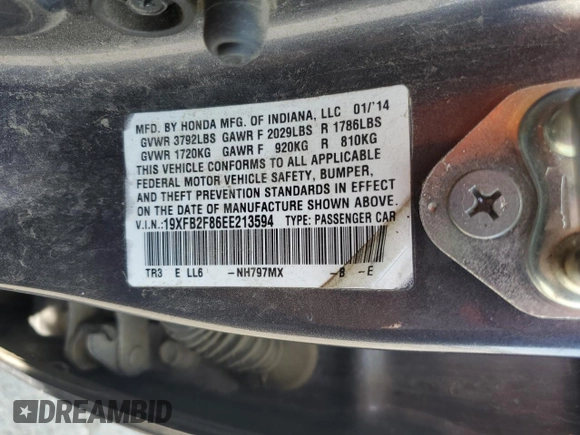 MFD. BY HONDA MFG. OF INDIANA, LLC 01/'14
GVWR 3792LBS GAWR F 2029LBS R 1786LBS
GVWR 1720KG GAWR F 920KG R 810KG
THIS VEHICLE CONFORMS TO ALL APPLICABLE
FEDERAL MOTOR VEHICLE SAFETY, BUMPER,
AND THEFT PREVENTION STANDARDS IN EFFECT
ON THE DATE OF MANUFACTURE SHOWN ABOVE.
V.I.N.:19XFB2F86EE213594 TYPE: PASSENGER CAR
TR3 E LL6 -NH797MX -B -E
DREAMBID